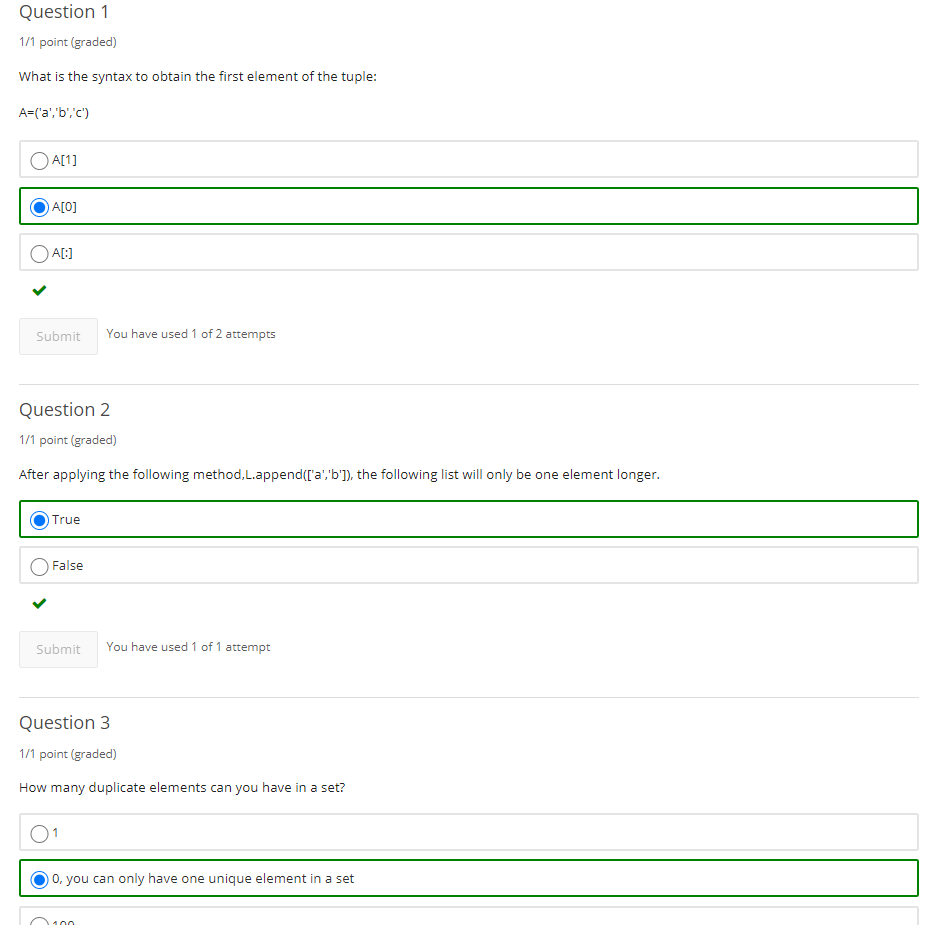 Question 1
1/1 point (graded)
What is the syntax to obtain the first element of the tuple:
A=('a','b','c')
A[1]
A[0]
A[:]
Submit You have used 1 of 2 attempts
Question 2
1/1 point (graded)
After applying the following method,L.append(['a','b']), the following list will only be one element longer.
True
False
Submit You have used 1 of 1 attempt
Question 3
1/1 point (graded)
How many duplicate elements can you have in a set?
1
0, you can only have one unique element in a set
100